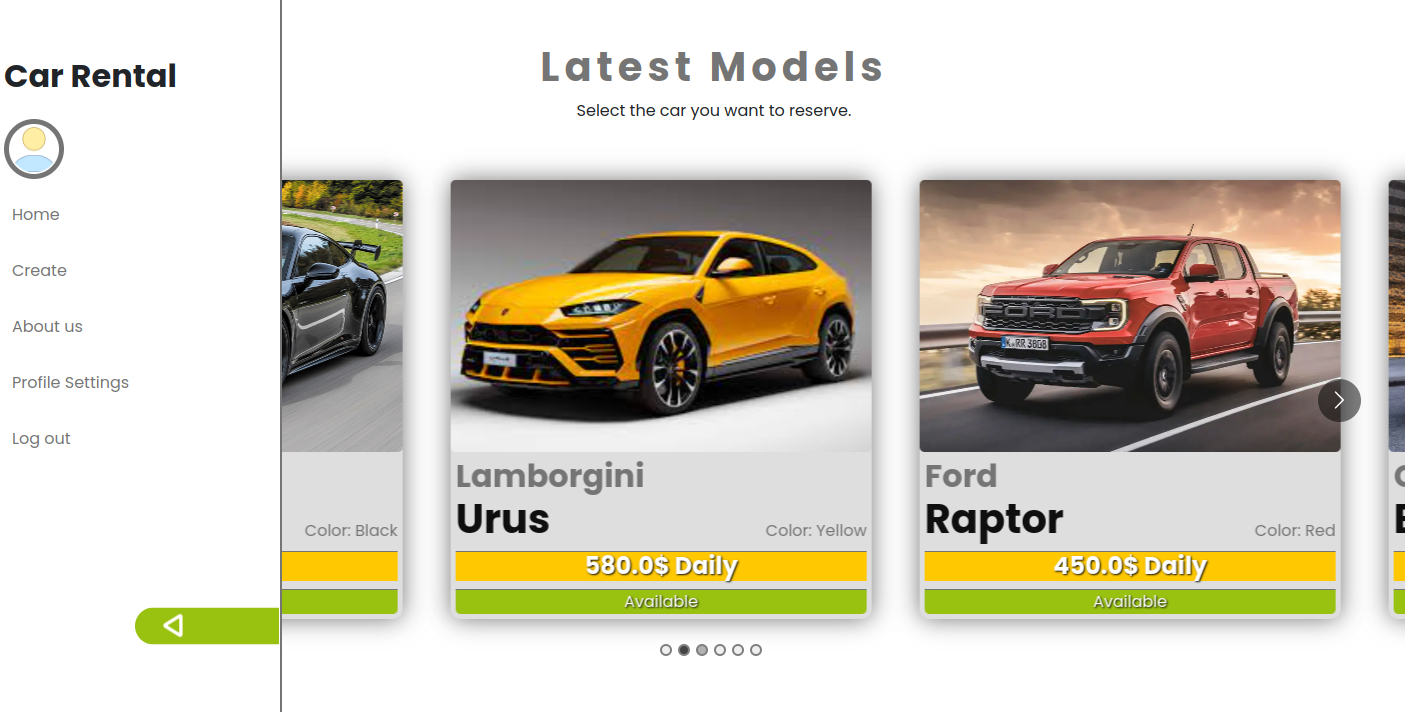 Car Rental
Home
Create
About us
Profile Settings
Log out
Latest Models
Select the car you want to reserve.
Color: Black
Lamborgini
Urus
Color: Yellow
580.0$ Daily
Available
FORD
Ford
Raptor
Color: Red
450.0$ Daily
Available